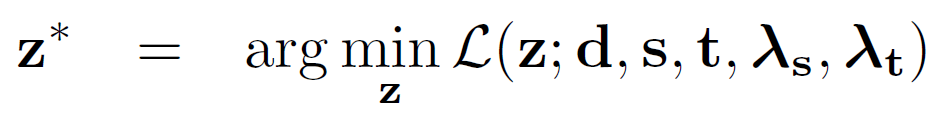 z* = arg min_z ℒ(z; d, s, t, λ_s, λ_t)